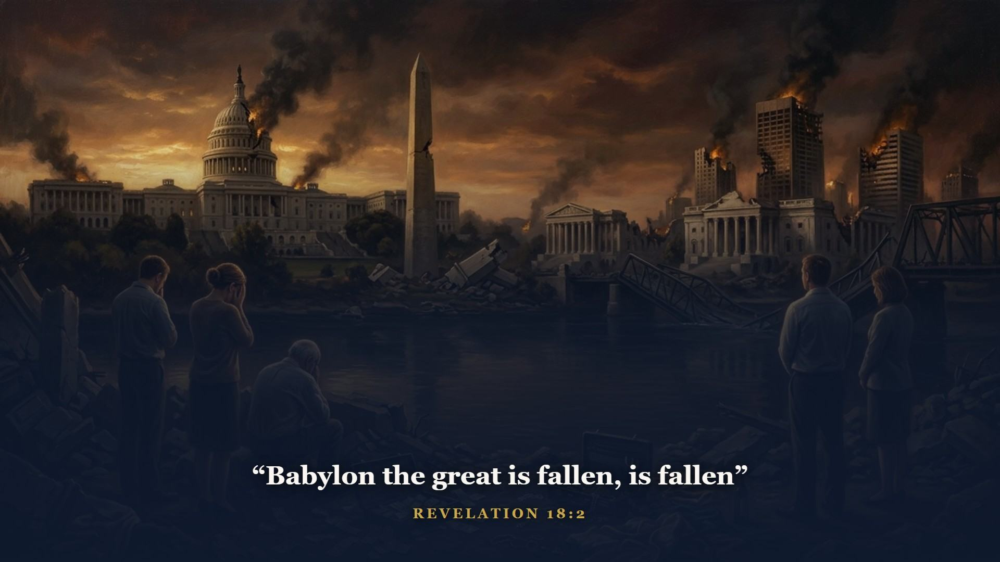 “Babylon the great is fallen, is fallen”
REVELATION 18:2